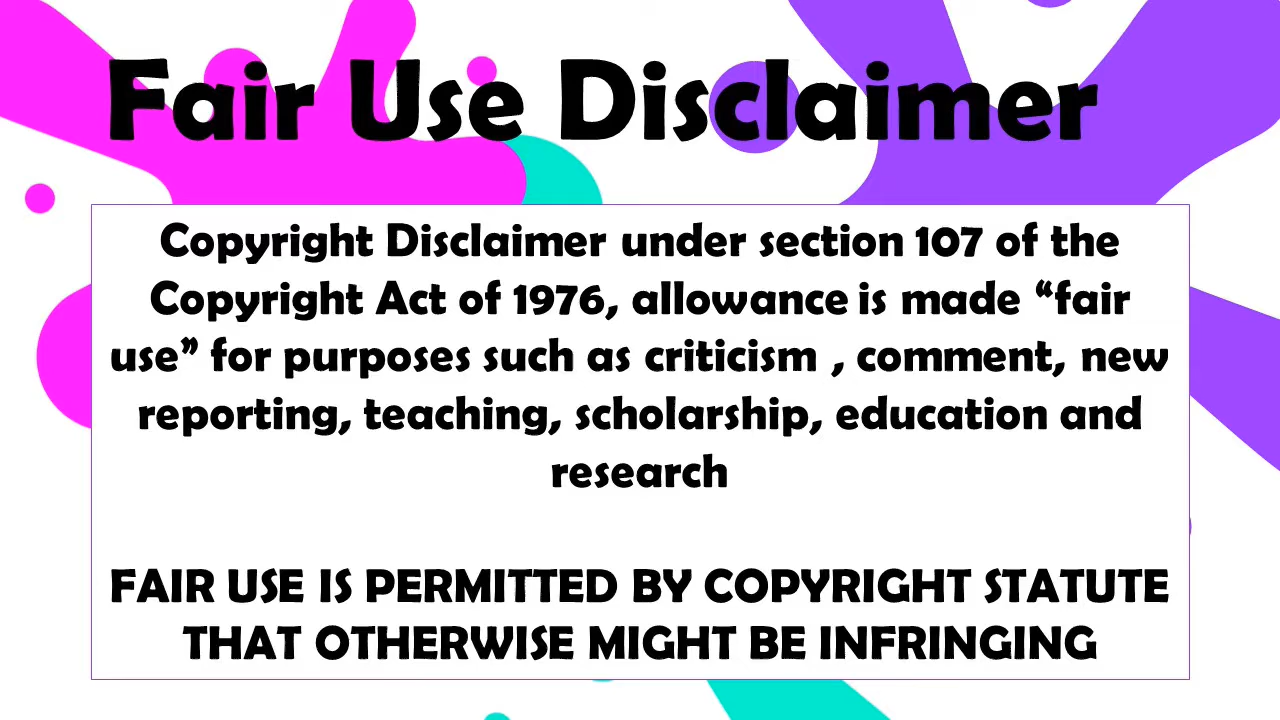 Fair Use Disclaimer
Copyright Disclaimer under section 107 of the
Copyright Act of 1976, allowance is made “fair
use” for purposes such as criticism , comment, new
reporting, teaching, scholarship, education and
research
FAIR USE IS PERMITTED BY COPYRIGHT STATUTE
THAT OTHERWISE MIGHT BE INFRINGING